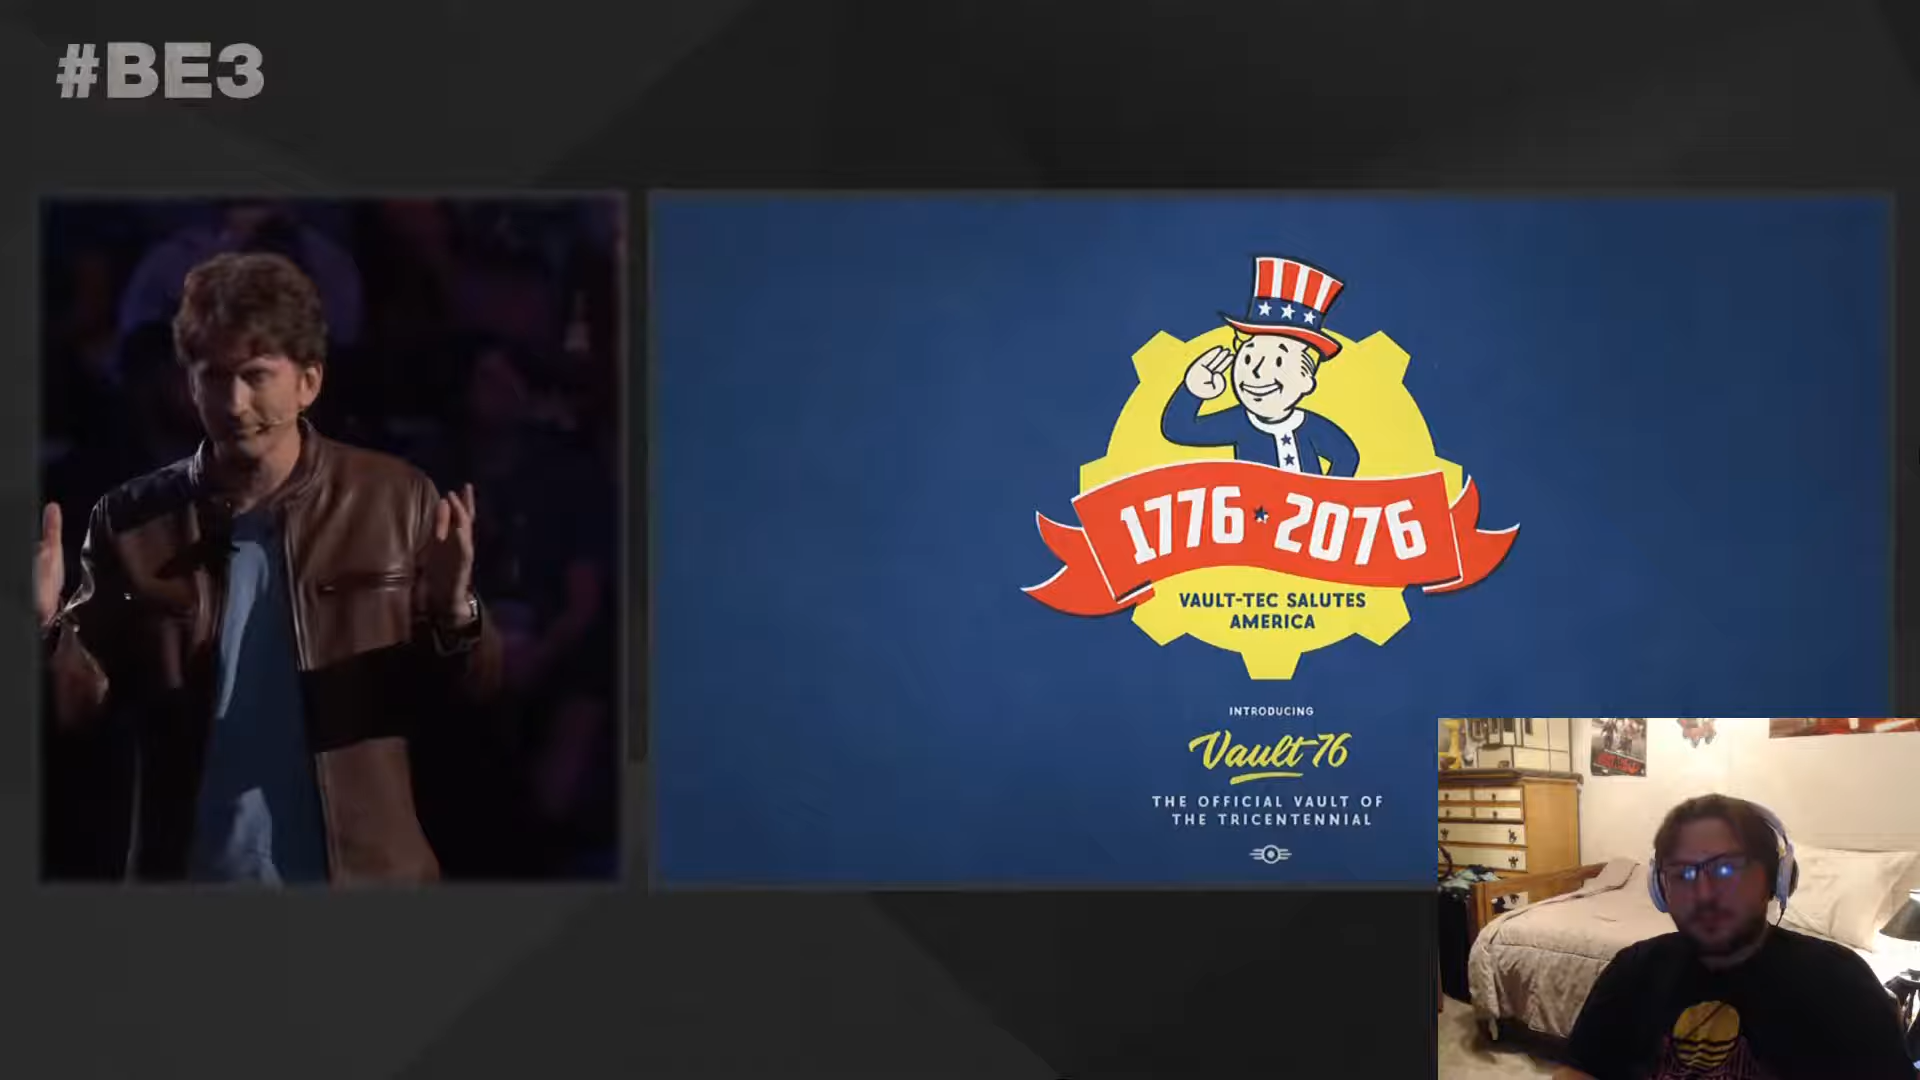 #BE3
1776 ★ 2076
VAULT-TEC SALUTES
AMERICA
INTRODUCING
Vault 76
THE OFFICIAL VAULT OF
THE TRICENTENNIAL